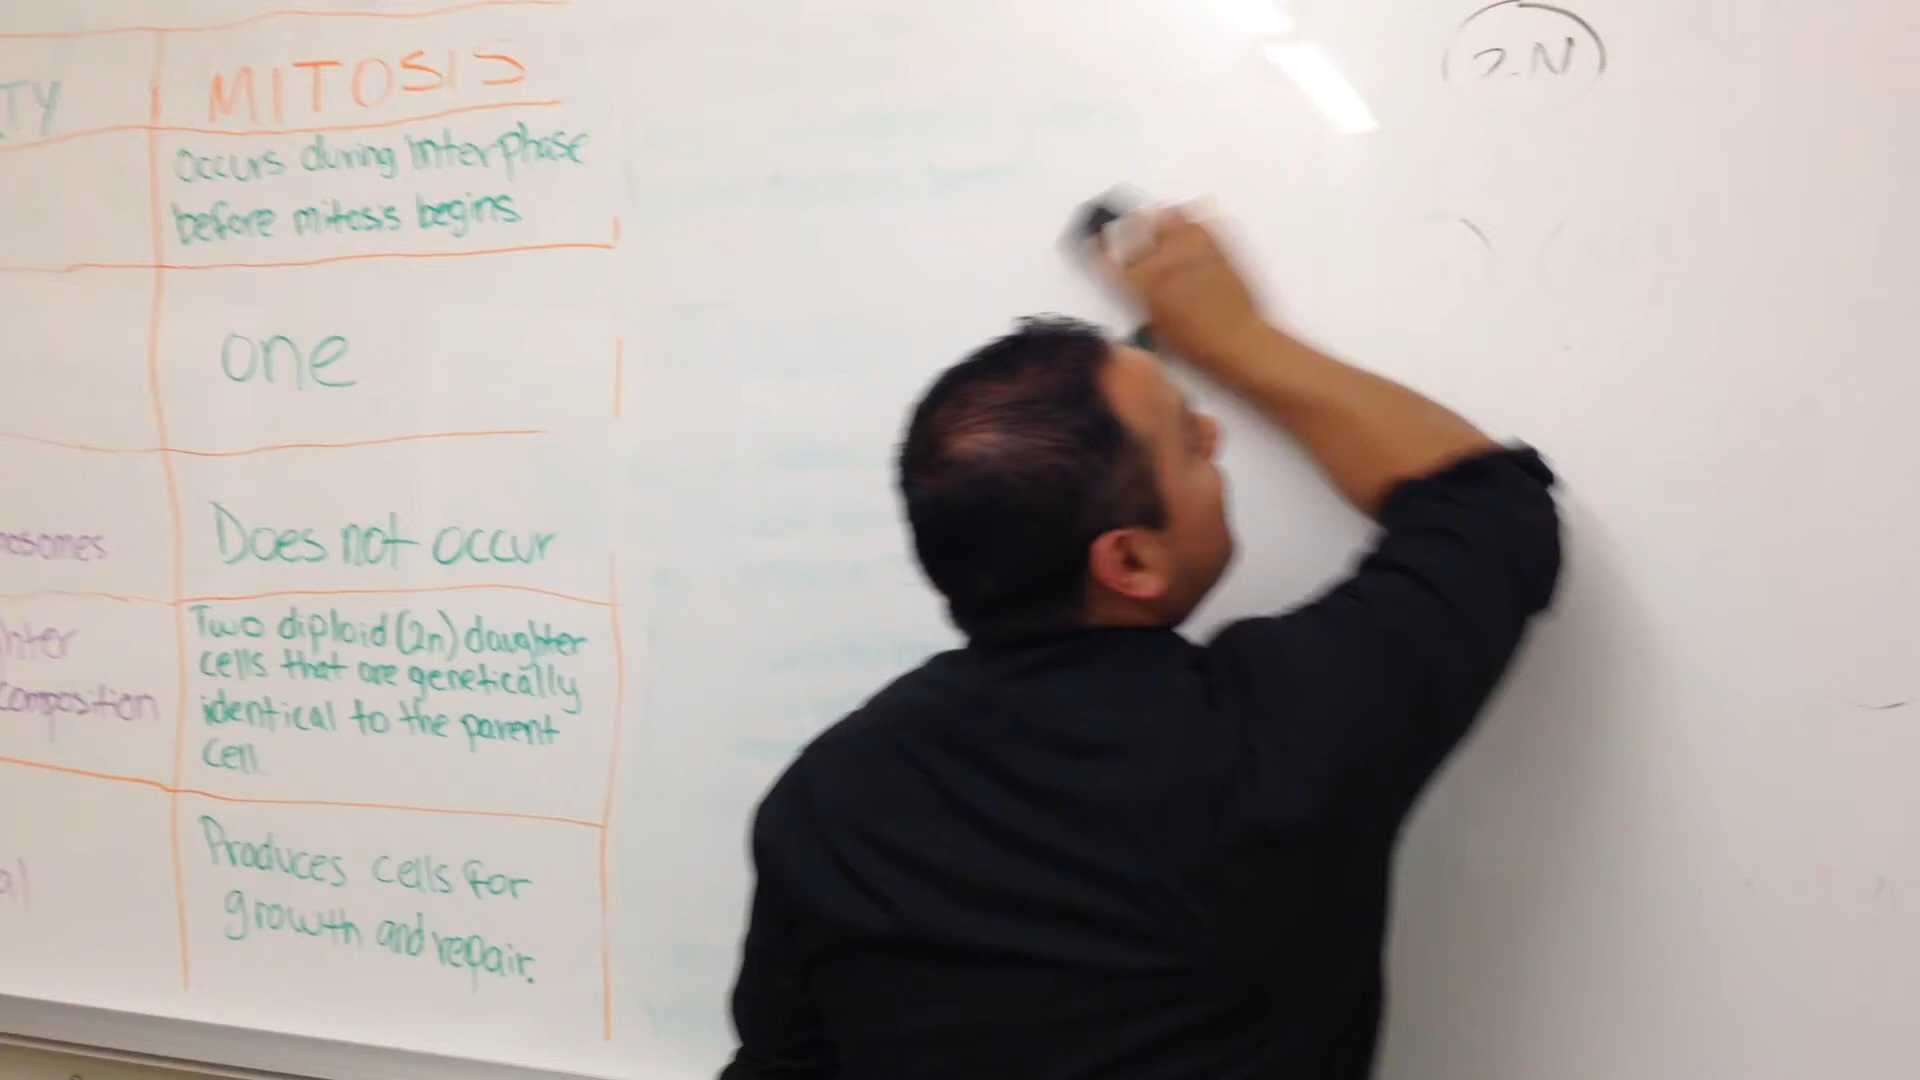 TY
MITOSIS
2N
Occurs during interphase
before mitosis begins
one
Does not occur
Two diploid (2n) daughter
cells that are genetically
identical to the parent
cell
composition
Produces cells for
growth and repair.